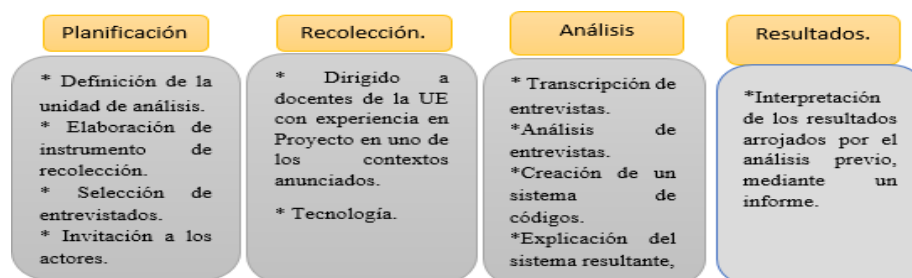 Planificación
* Definición de la
unidad de análisis.
* Elaboración de
instrumento de
recolección.
* Selección de
entrevistados.
* Invitación a los
actores.
Recolección.
* Dirigido a
docentes de la UE
con experiencia en
Proyecto en uno de
los contextos
anunciados.
* Tecnología.
Análisis
* Transcripción de
entrevistas.
*Análisis de
entrevistas.
*Creación de un
sistema de
códigos.
*Explicación del
sistema resultante,
Resultados.
*Interpretación
de los resultados
arrojados por el
análisis previo,
mediante un
informe.